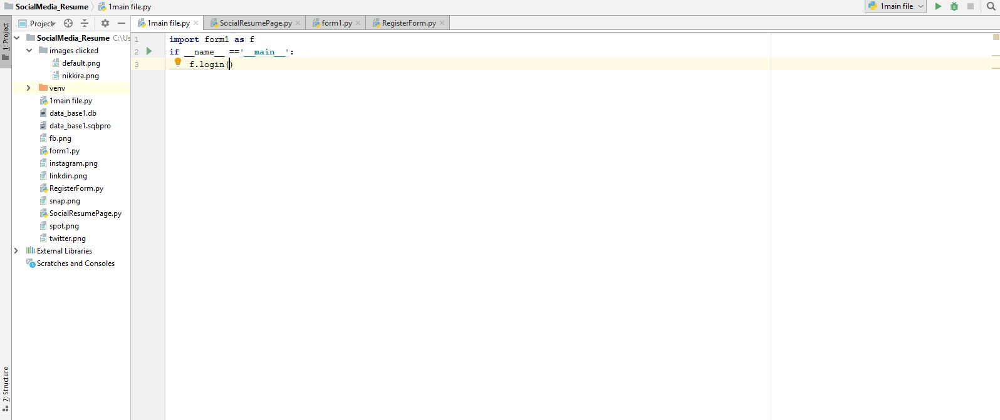 SocialMedia_Resume 1main file.py
1main file
Project
1main file.py SocialResumePage.py form1.py RegisterForm.py
1: Project
SocialMedia_Resume C:\Us
images clicked
default.png
nikkira.png
venv
1main file.py
data_base1.db
data_base1.sqbpro
fb.png
form1.py
instagram.png
linkdin.png
RegisterForm.py
snap.png
SocialResumePage.py
spot.png
twitter.png
External Libraries
Scratches and Consoles
7: Structure
1 import form1 as f
2 if __name__ =='__main__':
3 f.login()